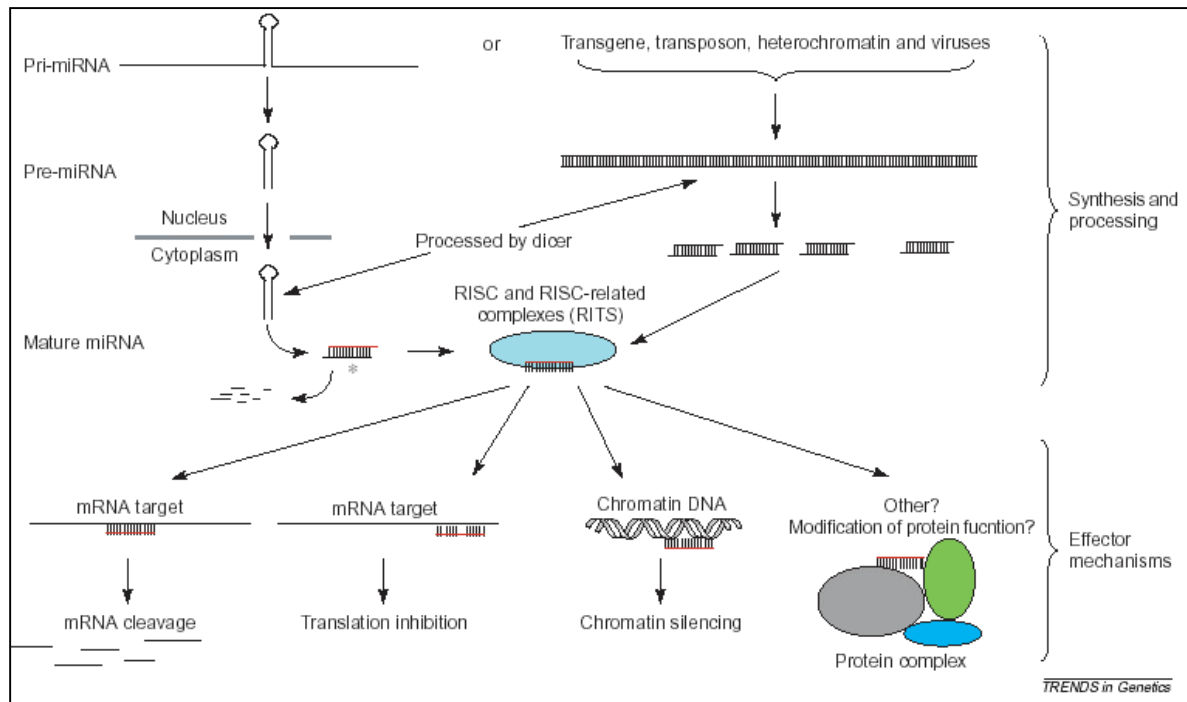 or
Transgene, transposon, heterochromatin and viruses
Pri-miRNA
Pre-miRNA
Nucleus
Cytoplasm
Processed by dicer
Synthesis and
processing
RISC and RISC-related
complexes (RITS)
Mature miRNA
*
mRNA target
mRNA target
Chromatin DNA
Other?
Modification of protein fucntion?
Effector
mechanisms
mRNA cleavage
Translation inhibition
Chromatin silencing
Protein complex
TRENDS in Genetics